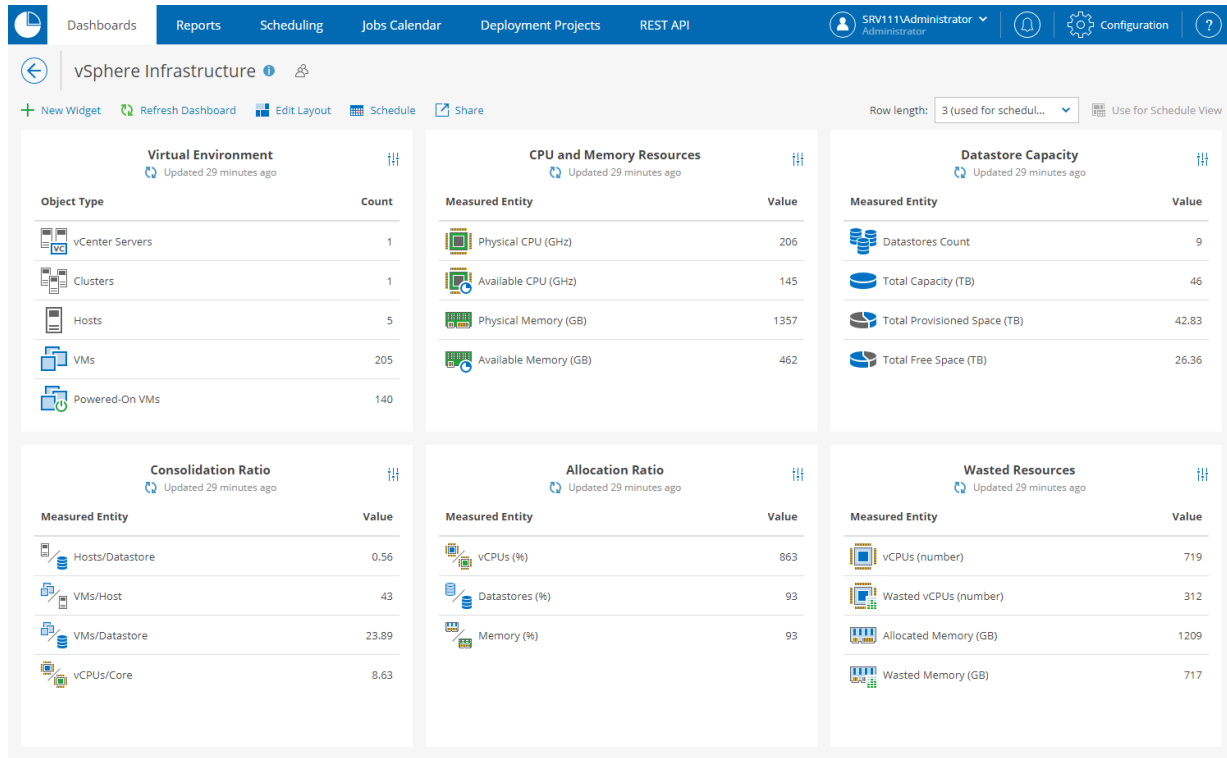 Dashboards Reports Scheduling Jobs Calendar Deployment Projects REST API SRV111\Administrator Configuration ?
Administrator
vSphere Infrastructure i
New Widget Refresh Dashboard Edit Layout Schedule Share Row length: 3 (used for schedul... Use for Schedule View
Virtual Environment
Updated 29 minutes ago
Object Type Count
VC vCenter Servers 1
Clusters 1
Hosts 5
VMs 205
Powered-On VMs 140
CPU and Memory Resources
Updated 29 minutes ago
Measured Entity Value
Physical CPU (GHz) 206
Available CPU (GHz) 145
Physical Memory (GB) 1357
Available Memory (GB) 462
Datastore Capacity
Updated 29 minutes ago
Measured Entity Value
Datastores Count 9
Total Capacity (TB) 46
Total Provisioned Space (TB) 42.83
Total Free Space (TB) 26.36
Consolidation Ratio
Updated 29 minutes ago
Measured Entity Value
Hosts/Datastore 0.56
VMs/Host 43
VMs/Datastore 23.89
vCPUs/Core 8.63
Allocation Ratio
Updated 29 minutes ago
Measured Entity Value
vCPUs (%) 863
Datastores (%) 93
Memory (%) 93
Wasted Resources
Updated 29 minutes ago
Measured Entity Value
vCPUs (number) 719
Wasted vCPUs (number) 312
Allocated Memory (GB) 1209
Wasted Memory (GB) 717